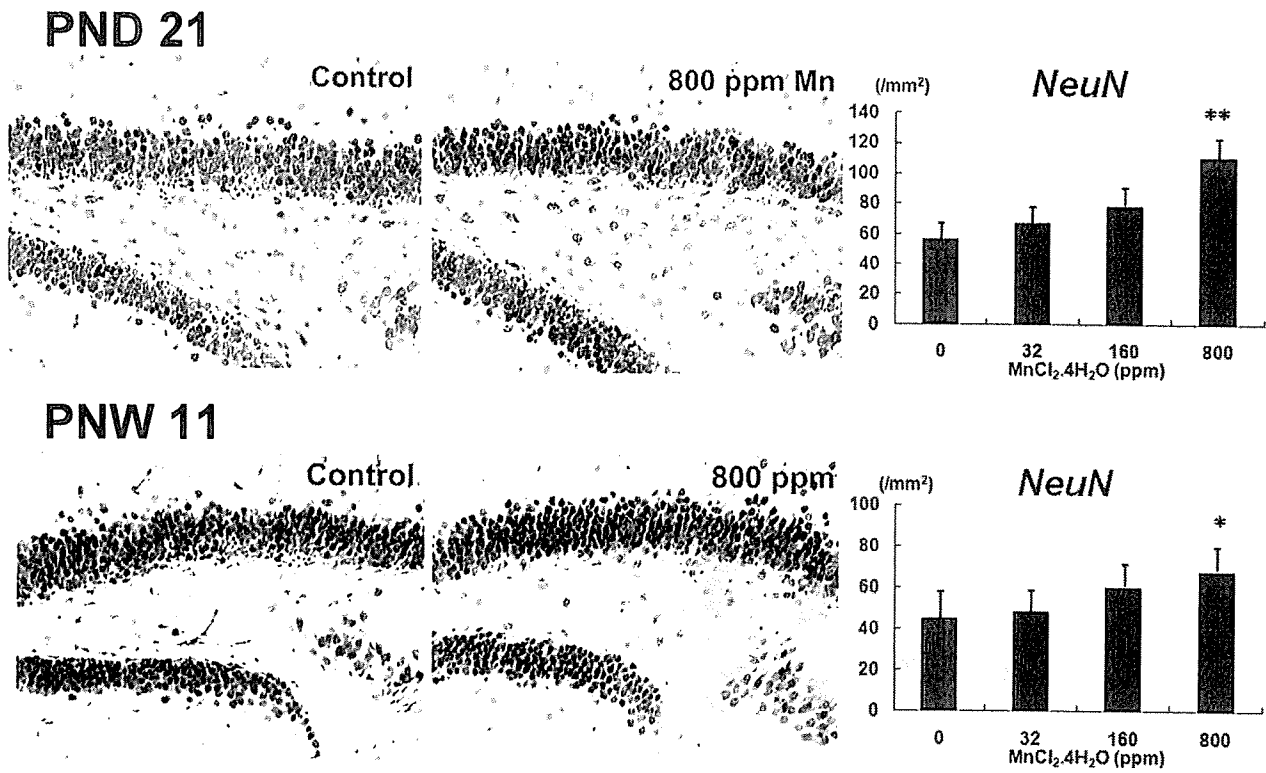 PND 21
Control
800 ppm Mn
(/mm²)
NeuN
140
**
120
100
80
60
40
20
0
0 32 160 800
MnCl₂.4H₂O (ppm)
PNW 11
Control
800 ppm
(/mm²)
NeuN
100
*
80
60
40
20
0
0 32 160 800
MnCl₂.4H₂O (ppm)